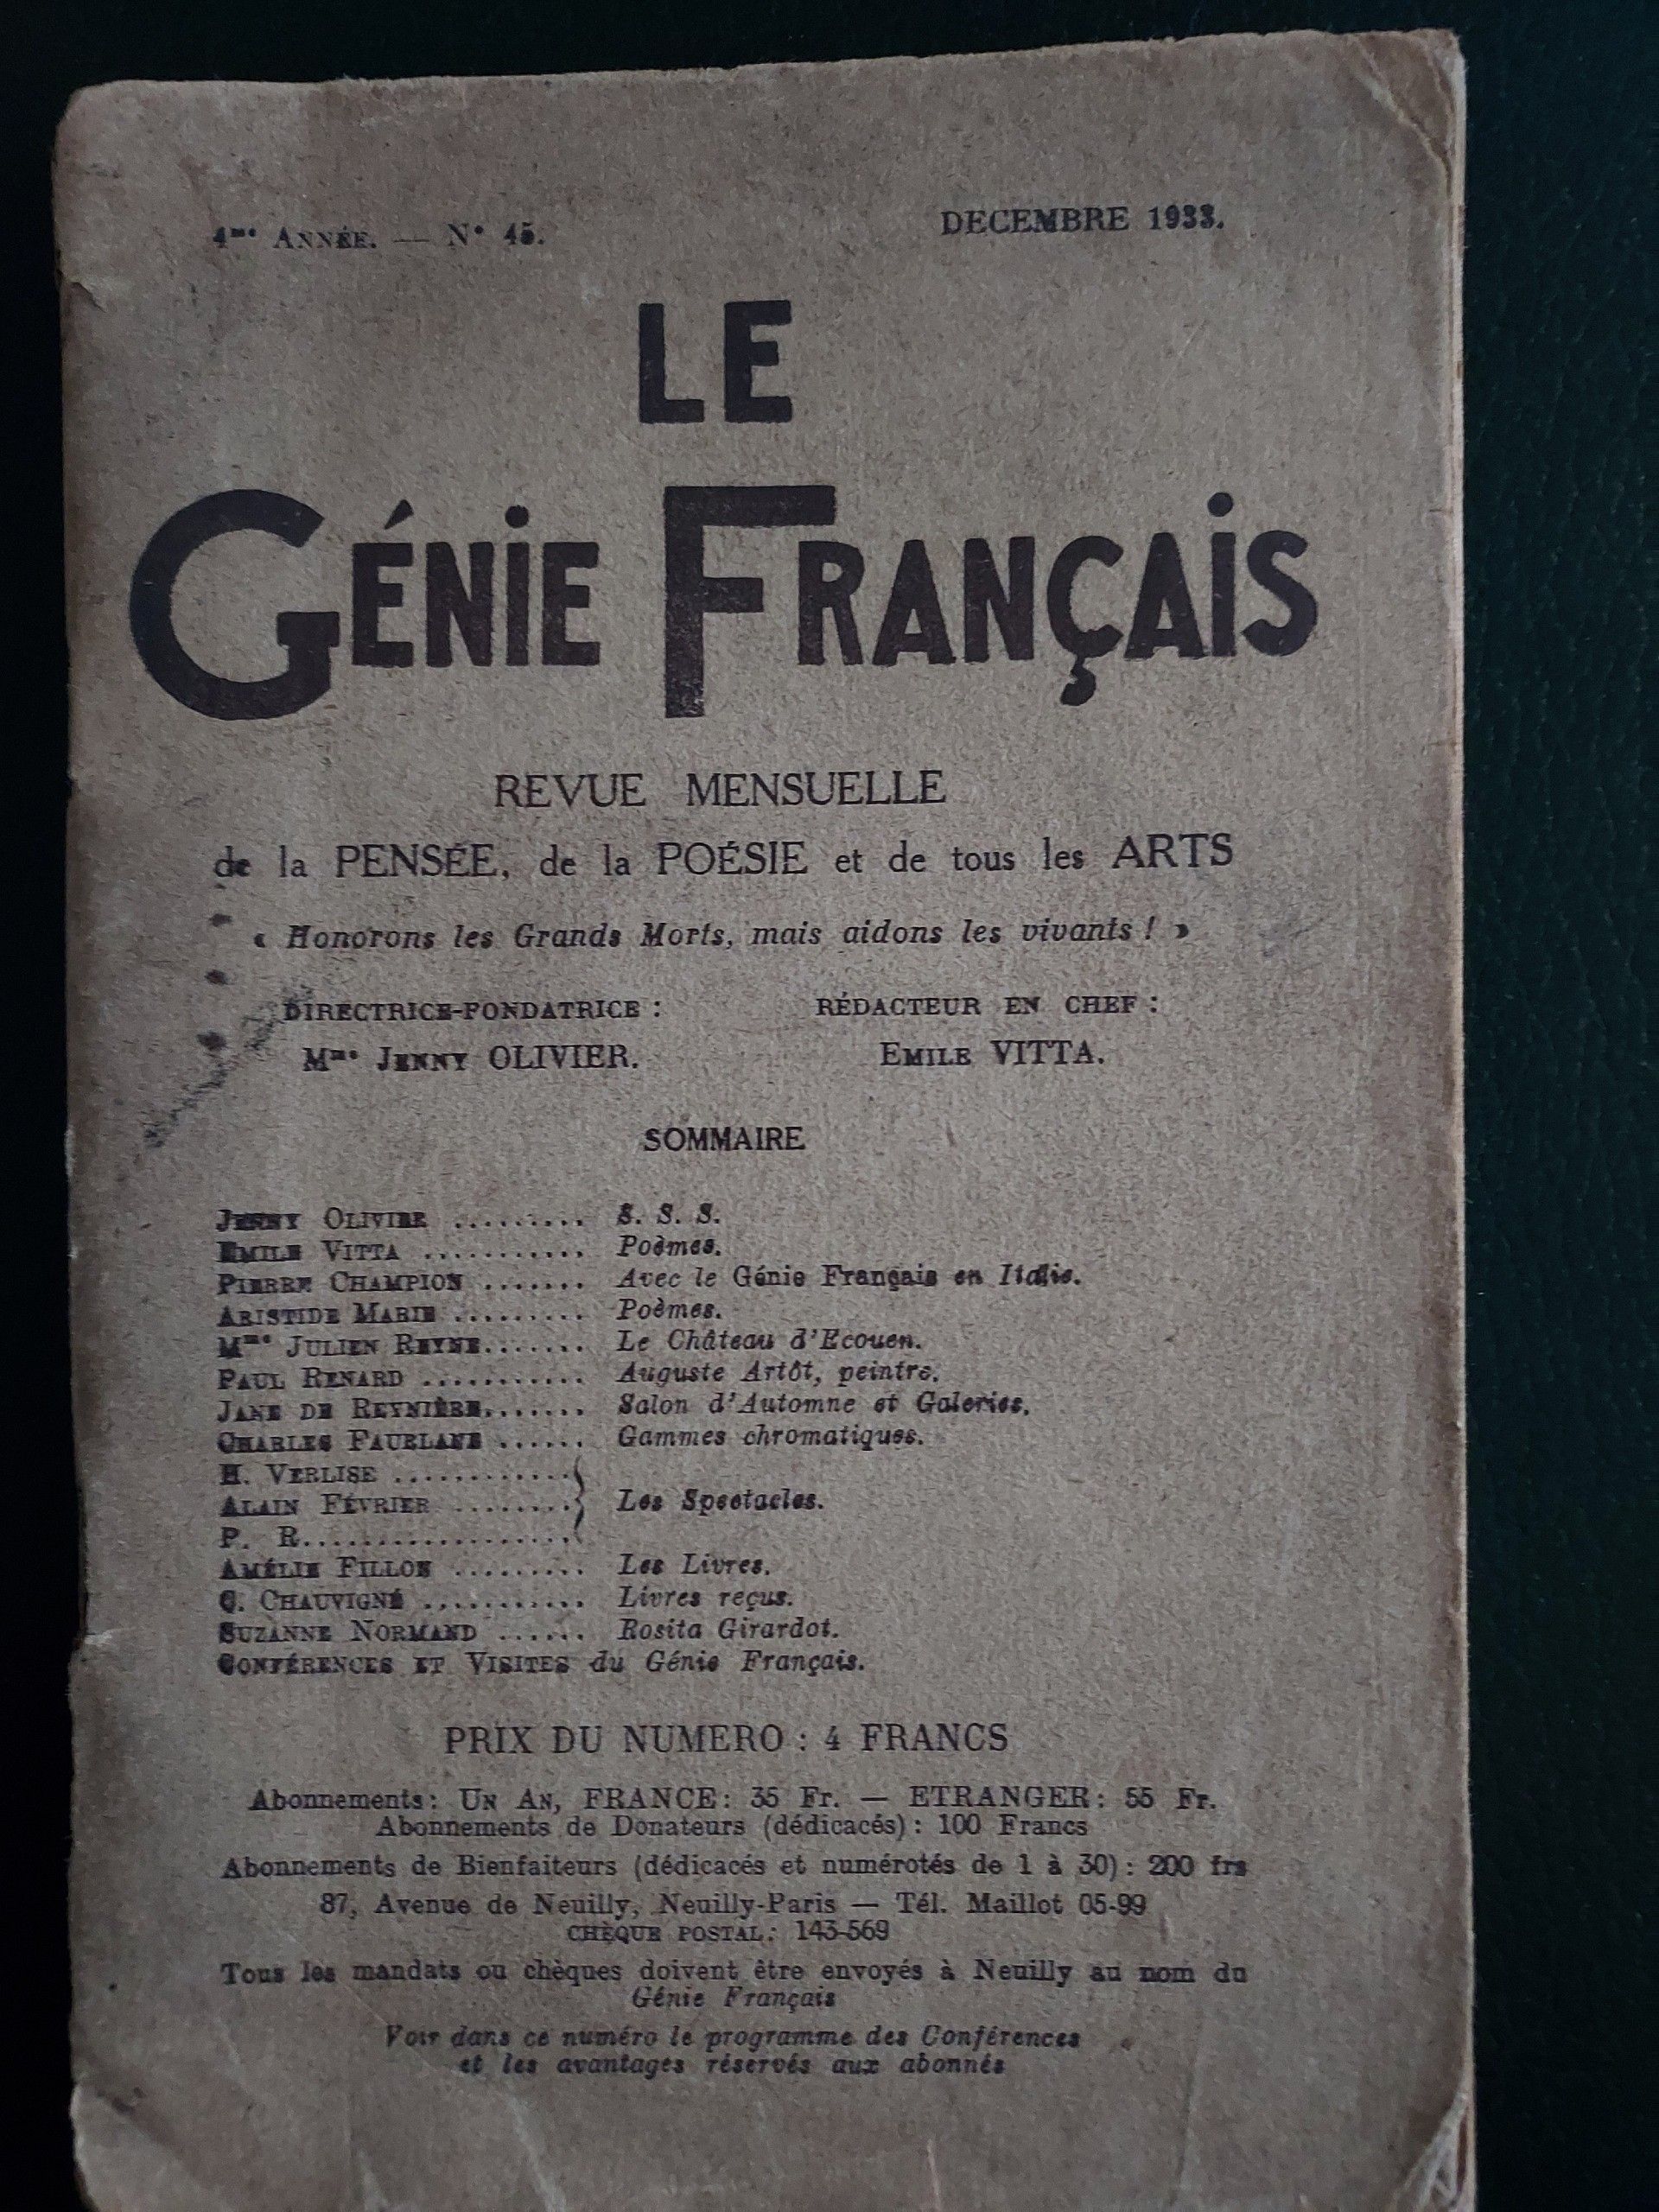 4me ANNÉE. — N° 45.
DECEMBRE 1933.
LE
GÉNIE FRANÇAIS
REVUE MENSUELLE
de la PENSÉE, de la POÉSIE et de tous les ARTS
« Honorons les Grands Morts, mais aidons les vivants ! »
DIRECTRICE-FONDATRICE :
Mme JENNY OLIVIER.
RÉDACTEUR EN CHEF :
EMILE VITTA.
SOMMAIRE
JENNY OLIVIER ......... S. S. S.
EMILE VITTA ........... Poèmes.
PIERRE CHAMPION ....... Avec le Génie Français en Italie.
ARISTIDE MARIE ......... Poèmes.
Mme JULIEN REYNE....... Le Château d'Ecouen.
PAUL RENARD ........... Auguste Artôt, peintre.
JANE DE REYNIÈRE....... Salon d'Automne et Galeries.
CHARLES FAUBLANE ...... Gammes chromatiques.
H. VERLISE ............
ALAIN FÉVRIER ........ Les Spectacles.
P. R...................
AMÉLIE FILLON ......... Les Livres.
C. CHAUVIGNÉ ........... Livres reçus.
SUZANNE NORMAND ...... Rosita Girardot.
CONFÉRENCES ET VISITES du Génie Français.
PRIX DU NUMERO : 4 FRANCS
Abonnements : UN AN, FRANCE : 35 Fr. — ETRANGER : 55 Fr.
Abonnements de Donateurs (dédicacés) : 100 Francs
Abonnements de Bienfaiteurs (dédicacés et numérotés de 1 à 30) : 200 frs
87, Avenue de Neuilly, Neuilly-Paris — Tél. Maillot 05-99
CHÈQUE POSTAL : 143-569
Tous les mandats ou chèques doivent être envoyés à Neuilly au nom du
Génie Français
Voir dans ce numéro le programme des Conférences
et les avantages réservés aux abonnés